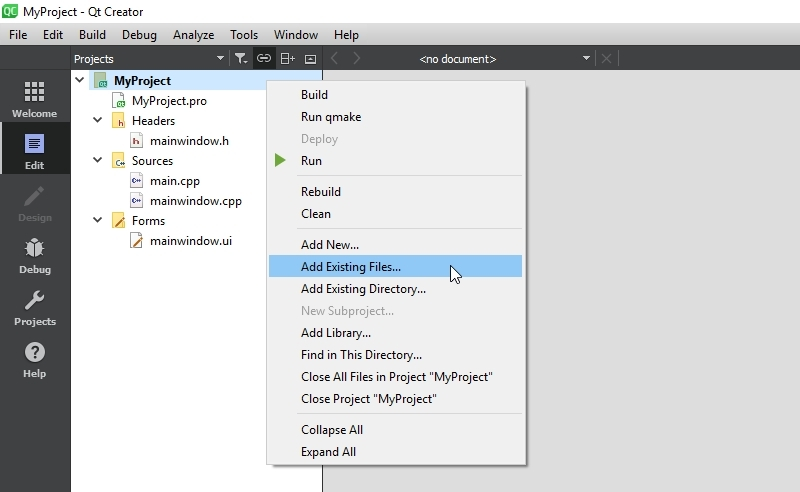 QC MyProject - Qt Creator
File Edit Build Debug Analyze Tools Window Help
Projects <no document>
Welcome
Edit
Design
Debug
Projects
Help
MyProject
MyProject.pro
Headers
mainwindow.h
Sources
main.cpp
mainwindow.cpp
Forms
mainwindow.ui
Build
Run qmake
Deploy
Run
Rebuild
Clean
Add New...
Add Existing Files...
Add Existing Directory...
New Subproject...
Add Library...
Find in This Directory...
Close All Files in Project "MyProject"
Close Project "MyProject"
Collapse All
Expand All